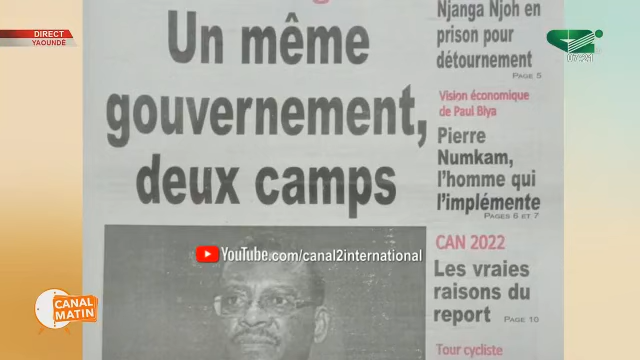 DIRECT
YAOUNDÉ
Un même
gouvernement,
deux camps
Njanga Njoh en
prison pour
détournement
PAGE 5
Vision économique
de Paul Biya
Pierre
Numkam,
l'homme qui
l'implémente
PAGES 6 ET 7
CAN 2022
Les vraies
raisons du
report PAGE 10
Tour cycliste
YouTube.com/canal2international
CANAL
MATIN